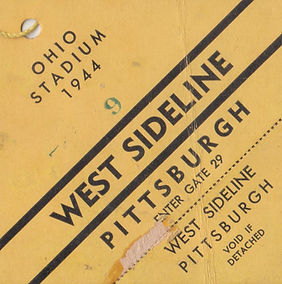 OHIO
STADIUM
1944
9
WEST SIDELINE
PITTSBURGH
ENTER GATE 29
WEST SIDELINE
PITTSBURGH
VOID IF
DETACHED